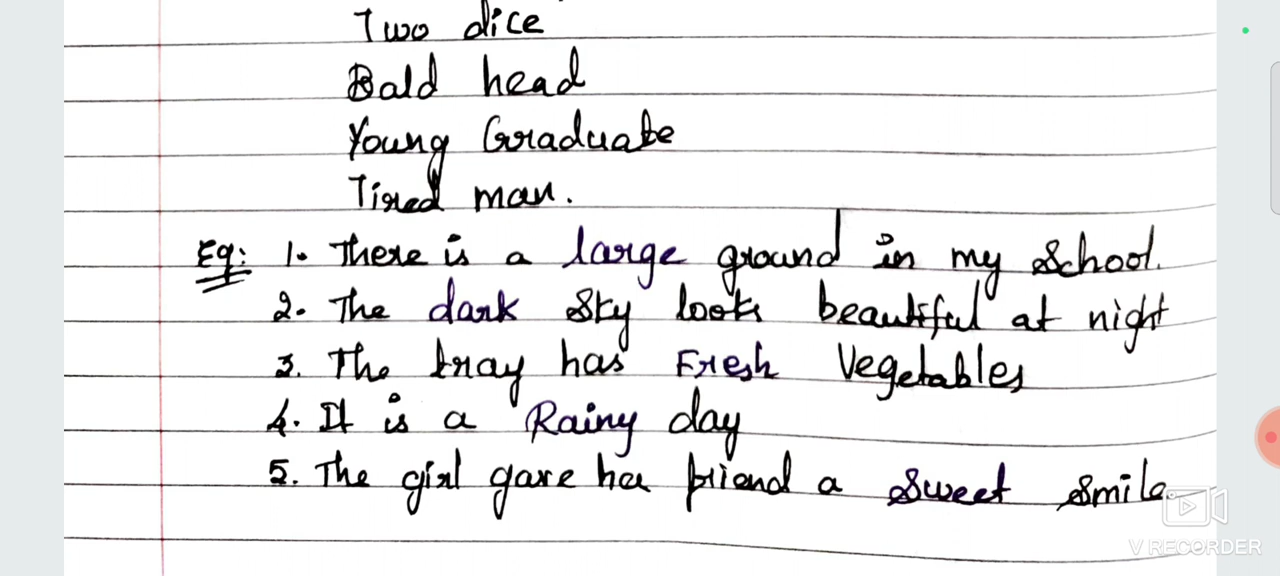 Two dice
Bald head
Young Graduate
Tired man.
Eg: 1. There is a large ground in my School.
2. The dark Sky looks beautiful at night
3. The tray has Fresh Vegetables
4. It is a Rainy day
5. The girl gave her friend a Sweet Smile
V RECORDER